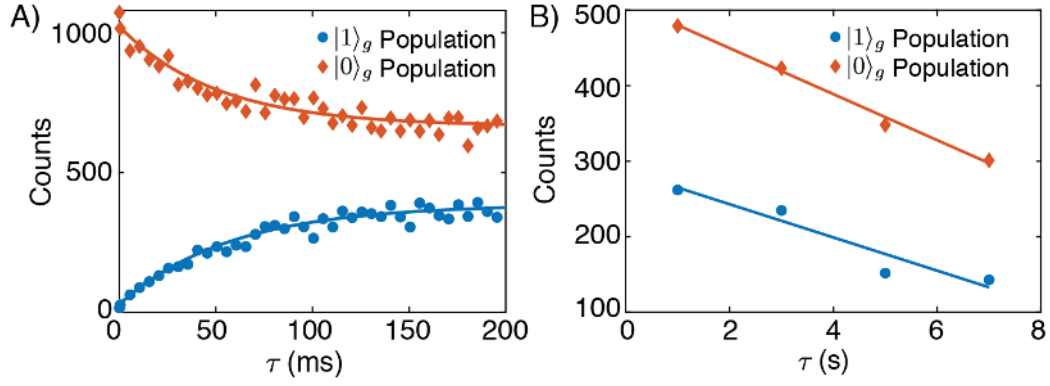 A)
|1⟩g Population
|0⟩g Population
Counts
1000
500
0
0 50 100 150 200
τ (ms)
B)
|1⟩g Population
|0⟩g Population
Counts
500
400
300
200
100
0 2 4 6 8
τ (s)